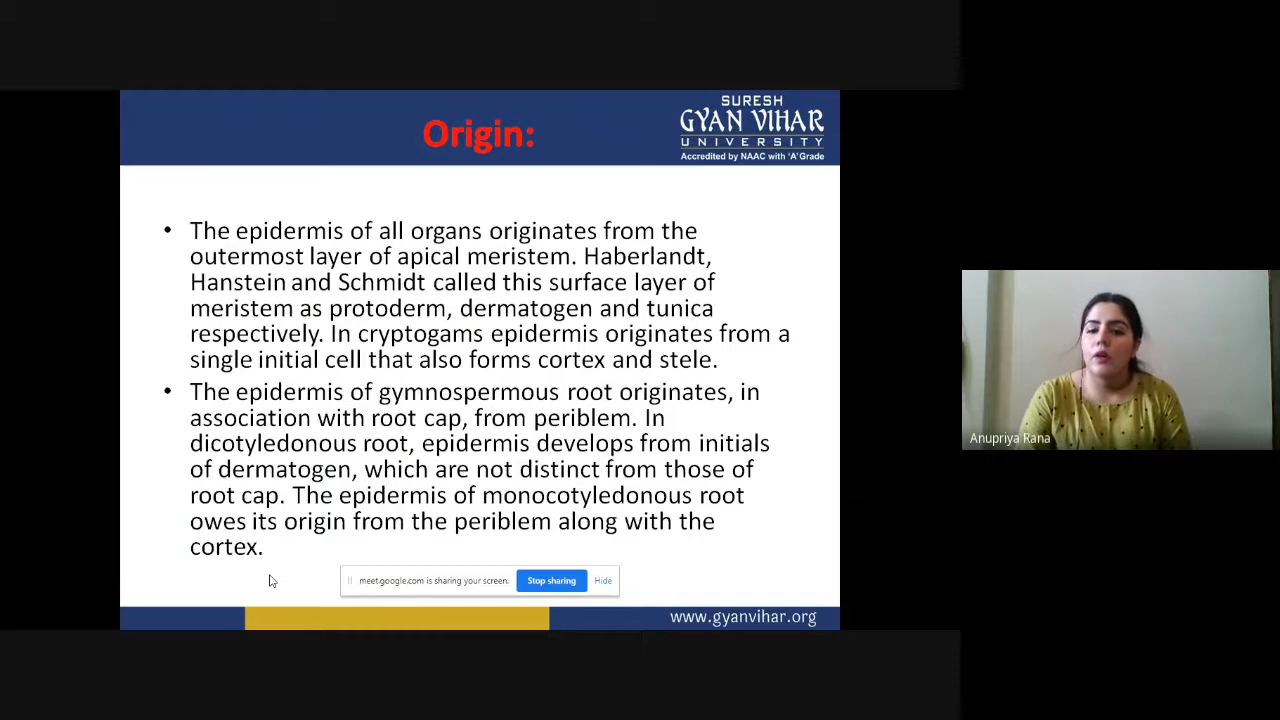 Origin:
SURESH
GYAN VIHAR
UNIVERSITY
Accredited by NAAC with 'A' Grade
• The epidermis of all organs originates from the
outermost layer of apical meristem. Haberlandt,
Hanstein and Schmidt called this surface layer of
meristem as protoderm, dermatogen and tunica
respectively. In cryptogams epidermis originates from a
single initial cell that also forms cortex and stele.
• The epidermis of gymnospermous root originates, in
association with root cap, from periblem. In
dicotyledonous root, epidermis develops from initials
of dermatogen, which are not distinct from those of
root cap. The epidermis of monocotyledonous root
owes its origin from the periblem along with the
cortex.
meet.google.com is sharing your screen. Stop sharing Hide
www.gyanvihar.org
Anupriya Rana